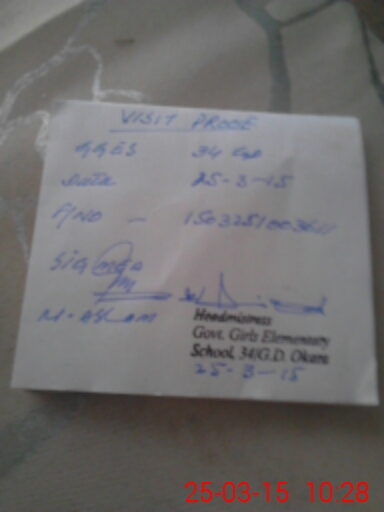 VISIT PROOF
GGES 34 GD
Date 25-3-15
P/NO - 
SIG
M. Aslam
Headmistress
Govt. Girls Elementary
School, 34/G.D. Okara
25-3-15
25-03-15 10:28